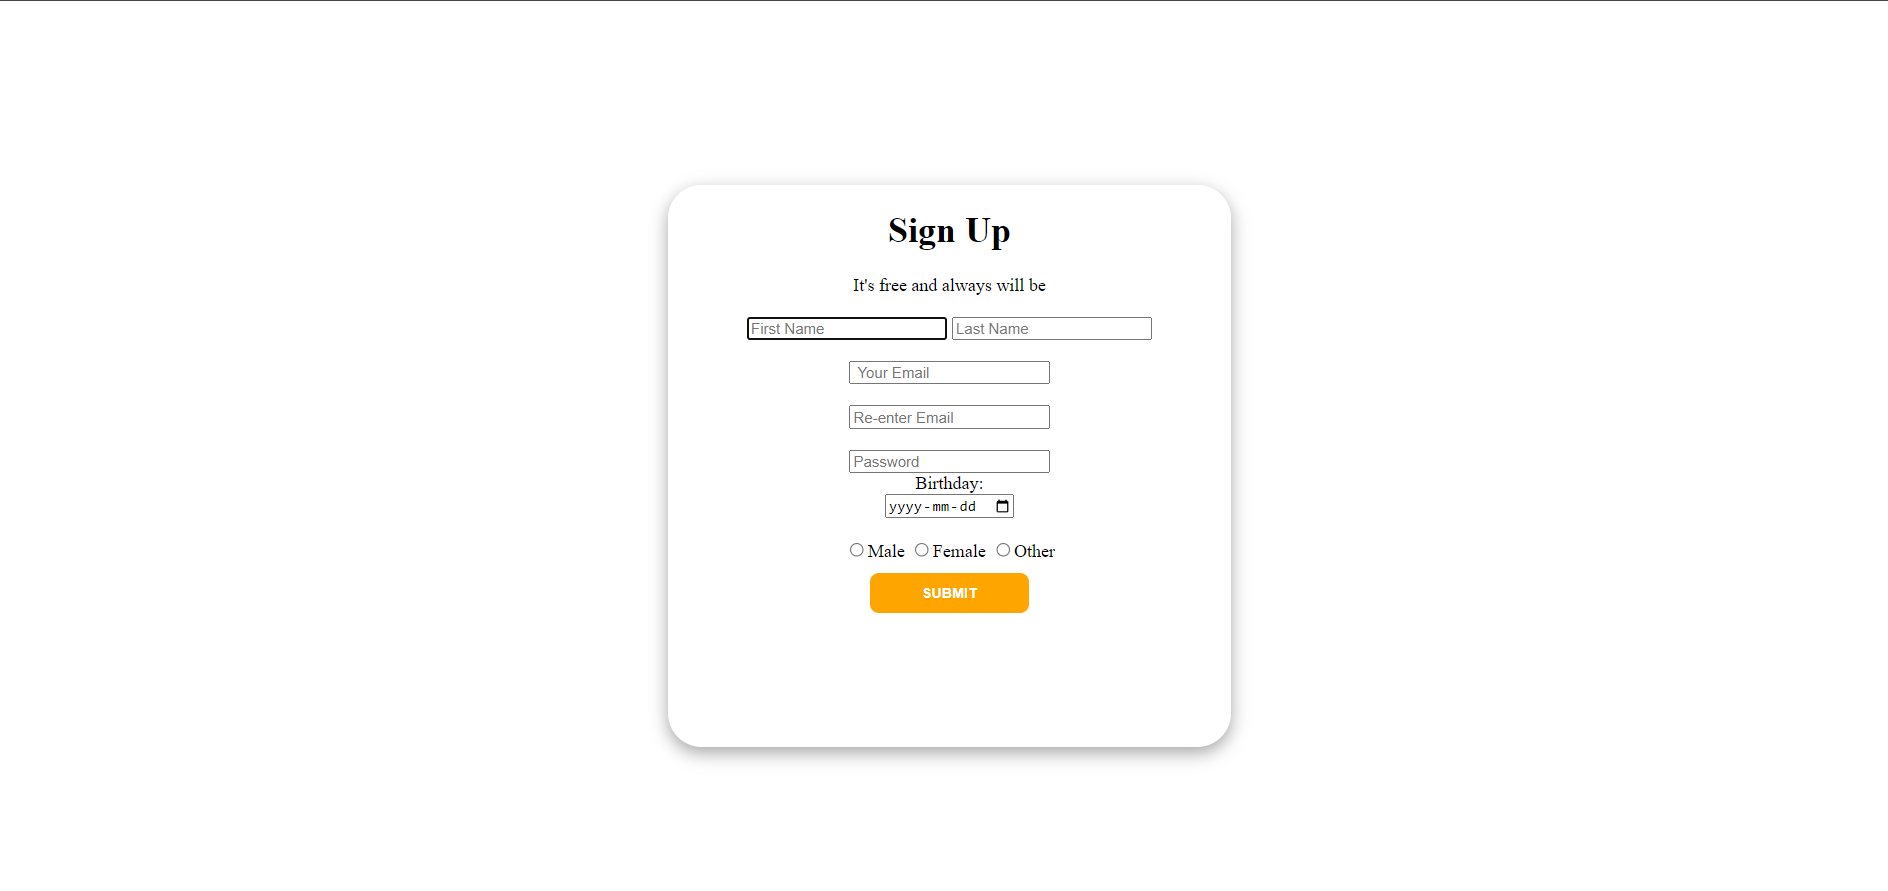 Sign Up
It's free and always will be
First Name Last Name
Your Email
Re-enter Email
Password
Birthday:
yyyy-mm-dd
Male Female Other
SUBMIT